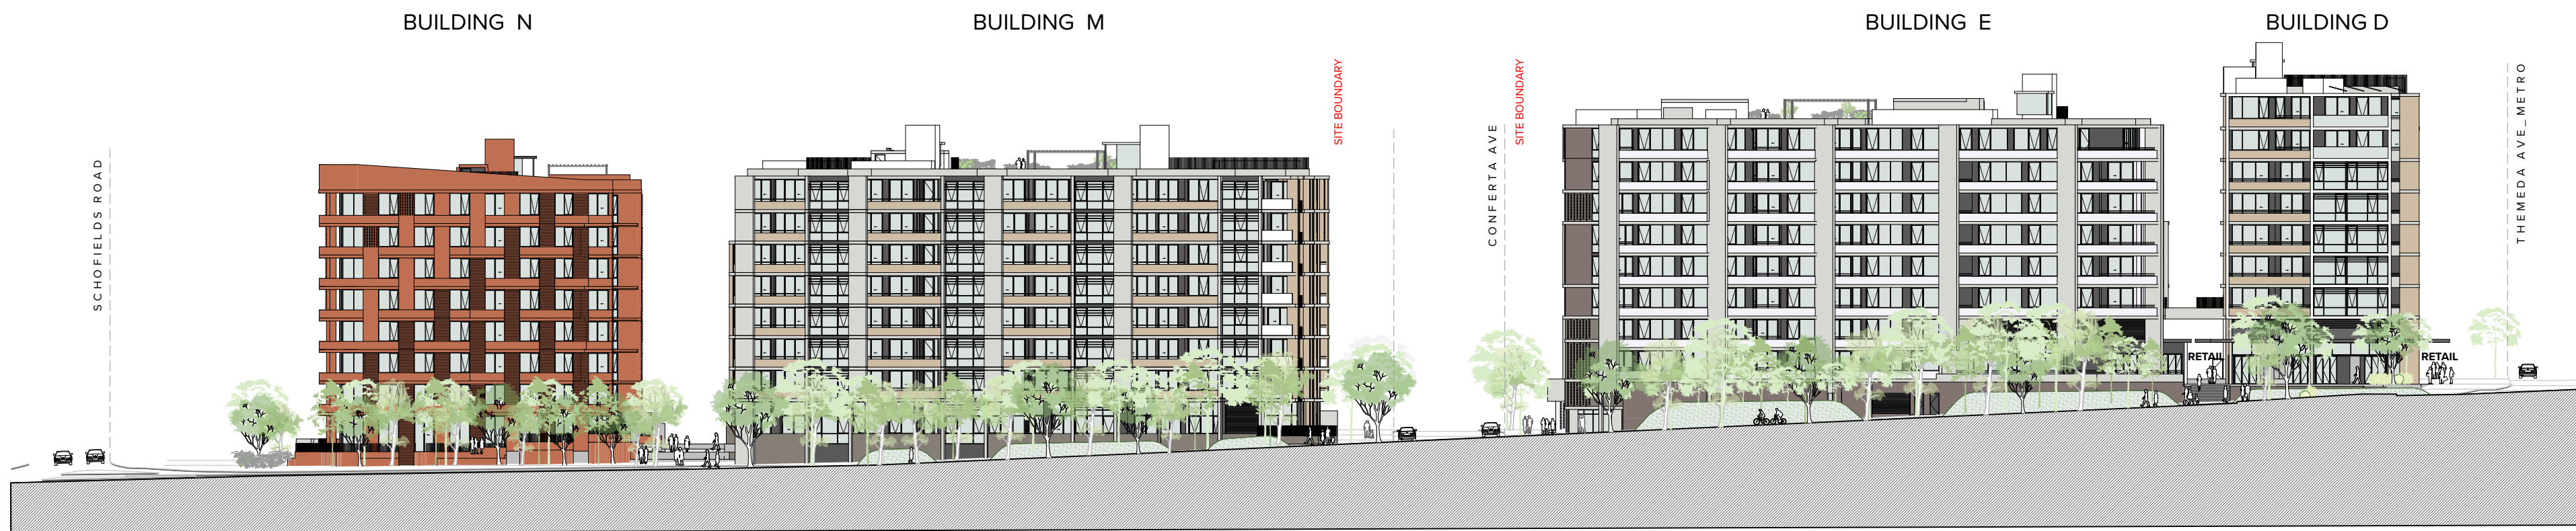 BUILDING N
BUILDING M
BUILDING E
BUILDING D
SCHOFIELDS ROAD
SITE BOUNDARY
CONFERTA AVE
SITE BOUNDARY
THEMEDA AVE_METRO
RETAIL
RETAIL